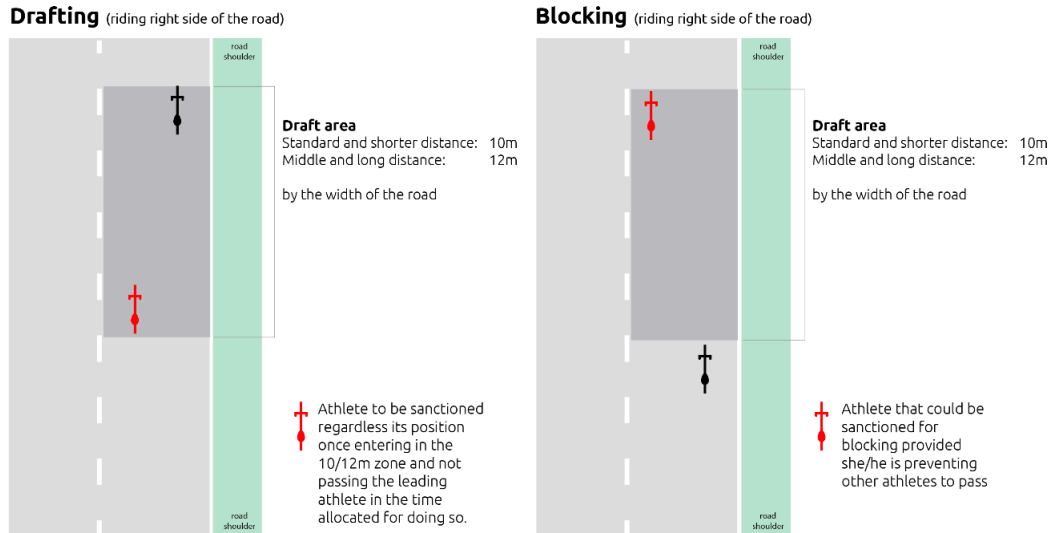 Drafting (riding right side of the road)
road
shoulder
Draft area
Standard and shorter distance: 10m
Middle and long distance: 12m
by the width of the road
Athlete to be sanctioned
regardless its position
once entering in the
10/12m zone and not
passing the leading
athlete in the time
allocated for doing so.
road
shoulder
Blocking (riding right side of the road)
road
shoulder
Draft area
Standard and shorter distance: 10m
Middle and long distance: 12m
by the width of the road
Athlete that could be
sanctioned for
blocking provided
she/he is preventing
other athletes to pass
road
shoulder